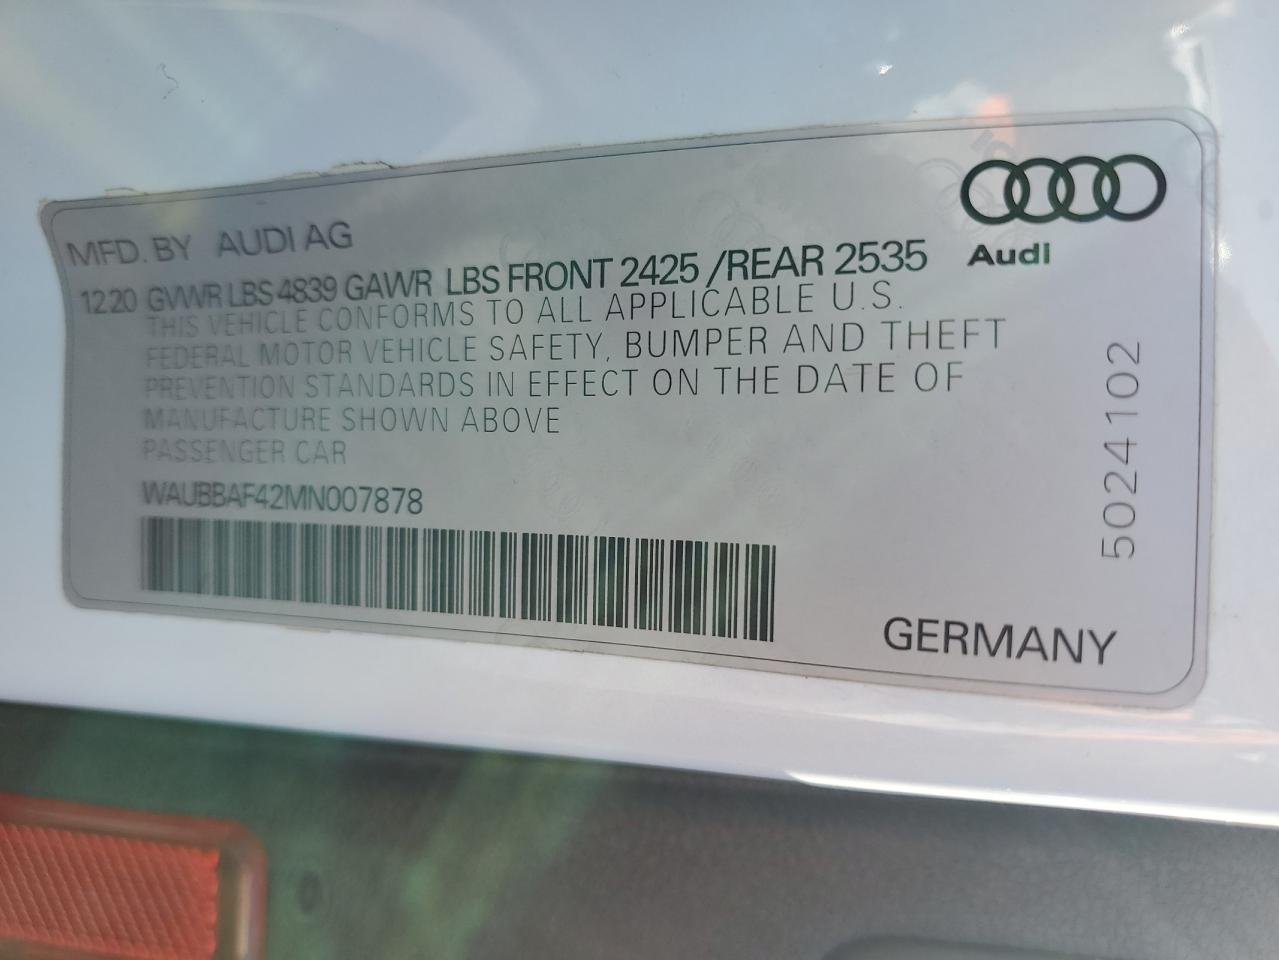 MFD. BY AUDI AG
12.20 GVWR LBS 4839 GAWR LBS FRONT 2425 /REAR 2535
THIS VEHICLE CONFORMS TO ALL APPLICABLE U.S.
FEDERAL MOTOR VEHICLE SAFETY, BUMPER AND THEFT
PREVENTION STANDARDS IN EFFECT ON THE DATE OF
MANUFACTURE SHOWN ABOVE
PASSENGER CAR
WAUBBAF42MN007878
Audi
5024102
GERMANY